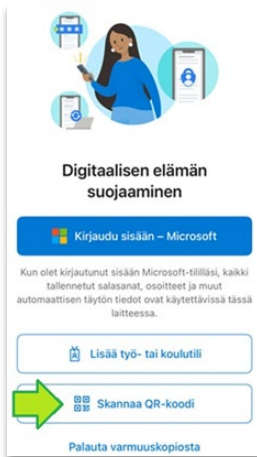 Digitaalisen elämän
suojaaminen
Kirjaudu sisään – Microsoft
Kun olet kirjautunut sisään Microsoft-tililläsi, kaikki
tallennetut salasanat, osoitteet ja muut
automaattisen täytön tiedot ovat käytettävissä tässä
laitteessa.
Lisää työ- tai koulutili
Skannaa QR-koodi
Palauta varmuuskopiosta